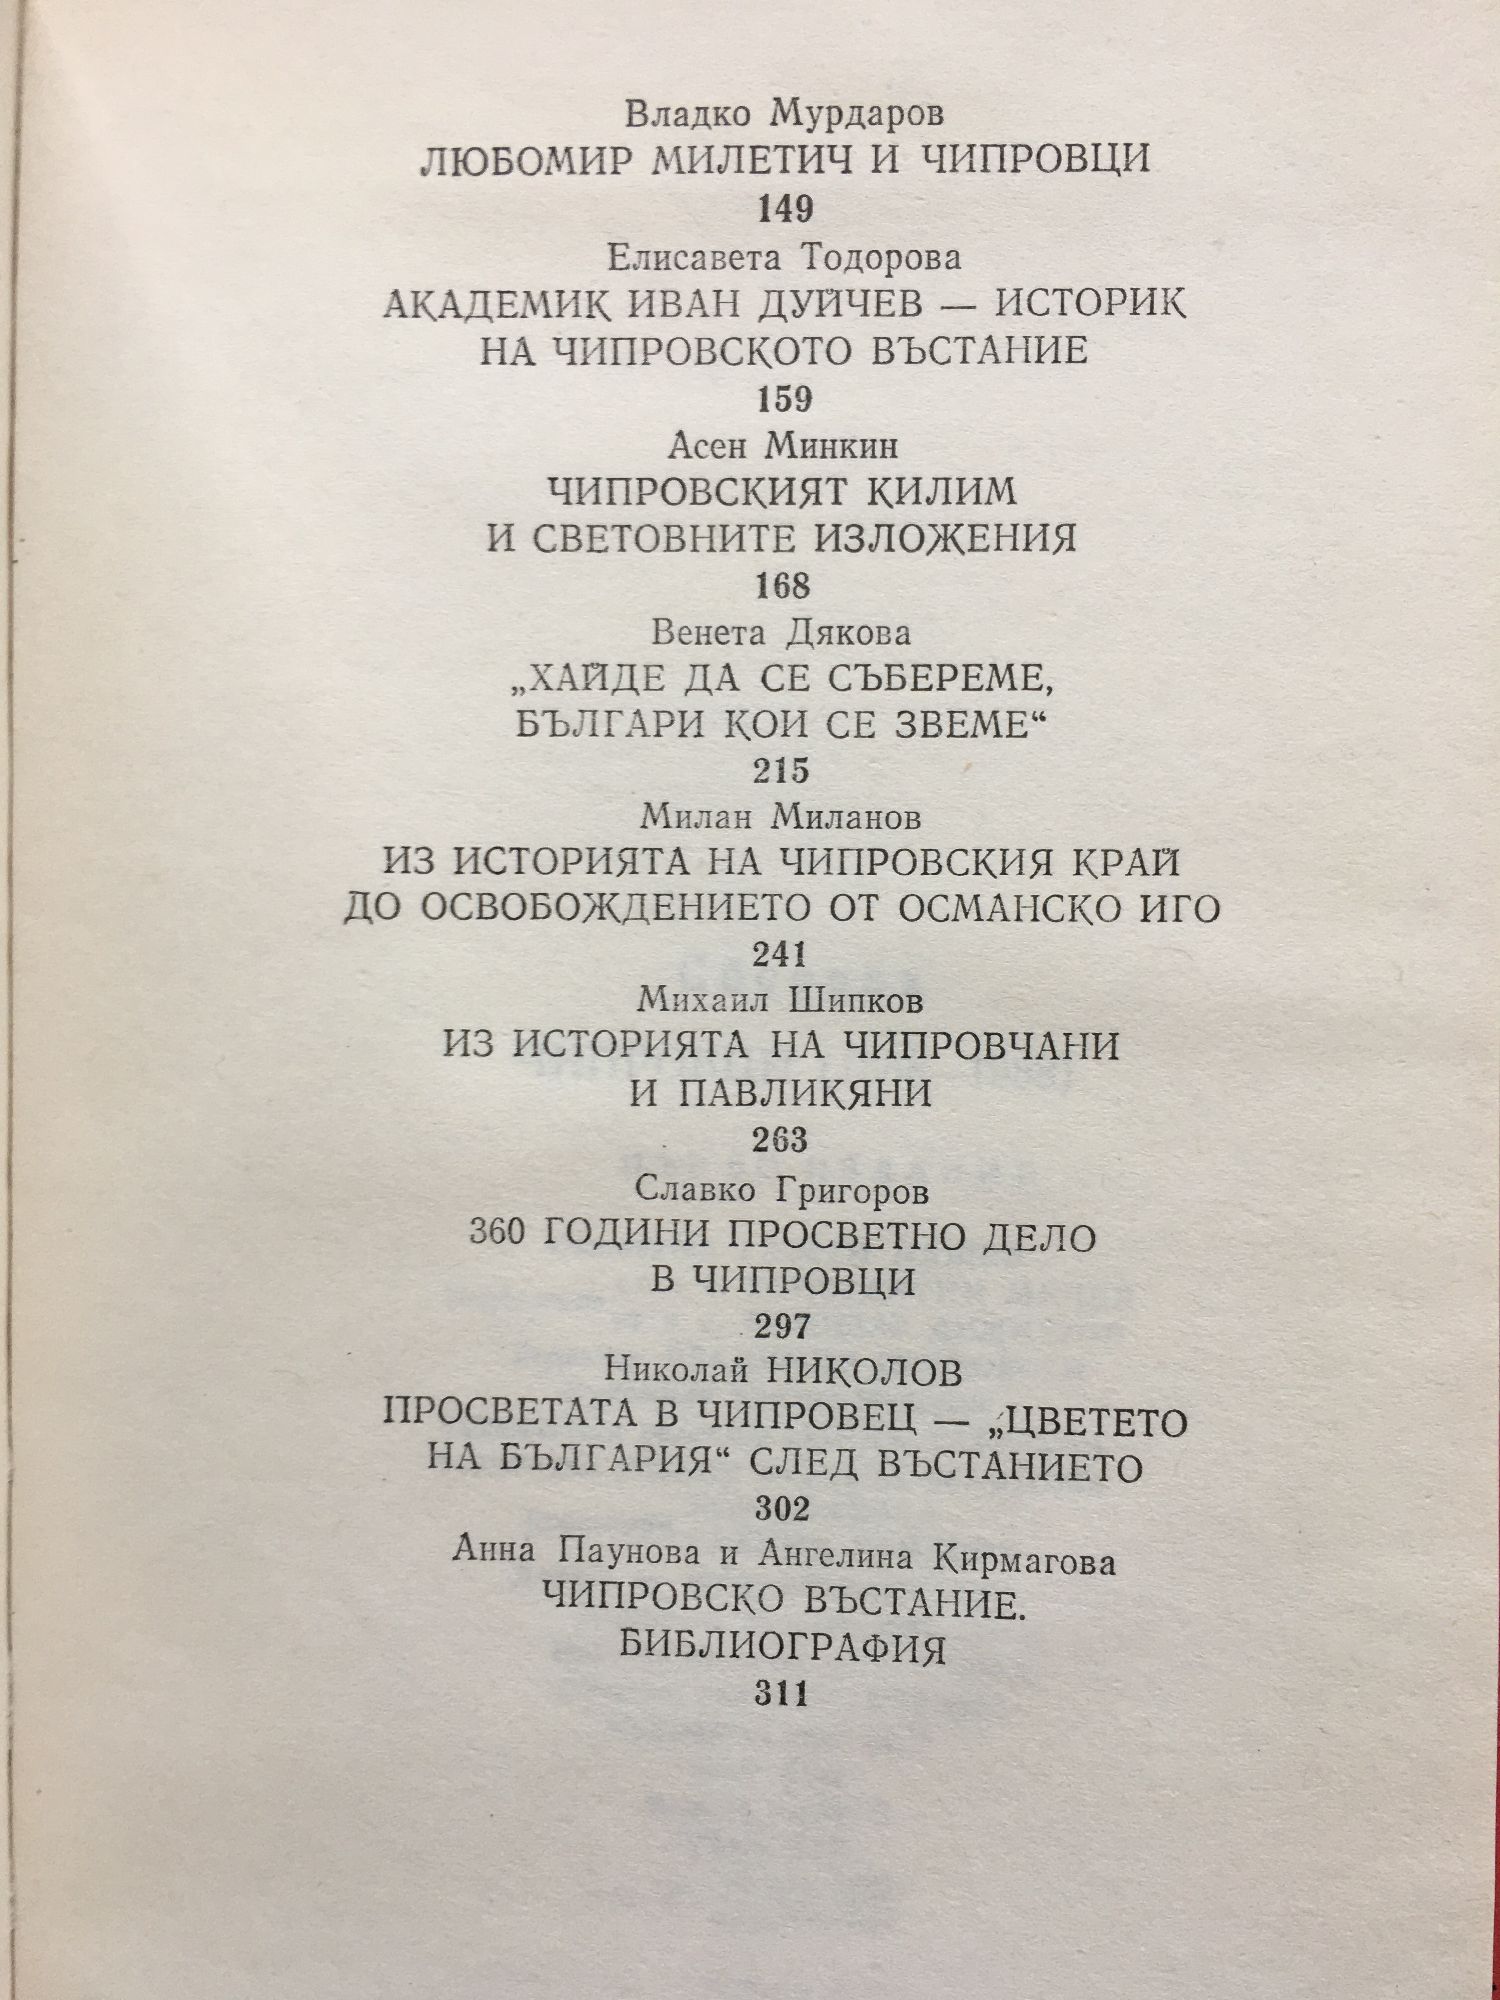 Владко Мурдаров
ЛЮБОМИР МИЛЕТИЧ И ЧИПРОВЦИ
149
Елисавета Тодорова
АКАДЕМИК ИВАН ДУЙЧЕВ — ИСТОРИК
НА ЧИПРОВСКОТО ВЪСТАНИЕ
159
Асен Минкин
ЧИПРОВСКИЯТ КИЛИМ
И СВЕТОВНИТЕ ИЗЛОЖЕНИЯ
168
Венета Дякова
„ХАЙДЕ ДА СЕ СЪБЕРЕМЕ,
БЪЛГАРИ КОИ СЕ ЗВЕМЕ“
215
Милан Миланов
ИЗ ИСТОРИЯТА НА ЧИПРОВСКИЯ КРАЙ
ДО ОСВОБОЖДЕНИЕТО ОТ ОСМАНСКО ИГО
241
Михаил Шипков
ИЗ ИСТОРИЯТА НА ЧИПРОВЧАНИ
И ПАВЛИКЯНИ
263
Славко Григоров
360 ГОДИНИ ПРОСВЕТНО ДЕЛО
В ЧИПРОВЦИ
297
Николай НИКОЛОВ
ПРОСВЕТАТА В ЧИПРОВЕЦ — „ЦВЕТЕТО
НА БЪЛГАРИЯ“ СЛЕД ВЪСТАНИЕТО
302
Анна Паунова и Ангелина Кирмагова
ЧИПРОВСКО ВЪСТАНИЕ.
БИБЛИОГРАФИЯ
311